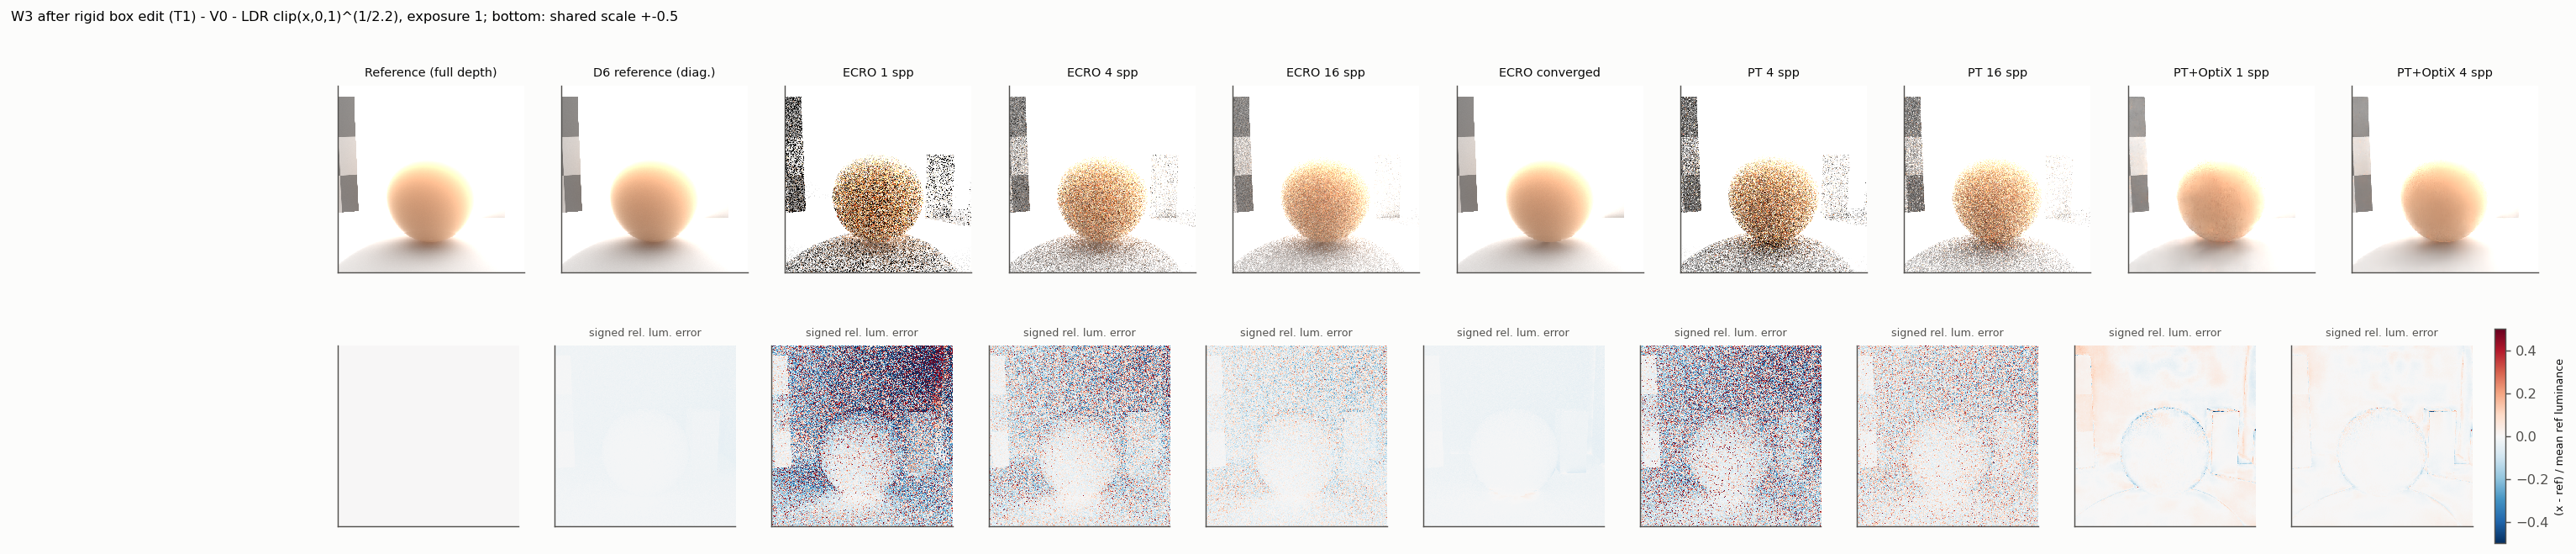 W3 after rigid box edit (T1) - V0 - LDR clip(x,0,1)^(1/2.2), exposure 1; bottom: shared scale +-0.5
Reference (full depth)
D6 reference (diag.)
ECRO 1 spp
ECRO 4 spp
ECRO 16 spp
ECRO converged
PT 4 spp
PT 16 spp
PT+OptiX 1 spp
PT+OptiX 4 spp
signed rel. lum. error
signed rel. lum. error
signed rel. lum. error
signed rel. lum. error
signed rel. lum. error
signed rel. lum. error
signed rel. lum. error
signed rel. lum. error
signed rel. lum. error
0.4
0.2
0.0
−0.2
−0.4
(x - ref) / mean ref luminance